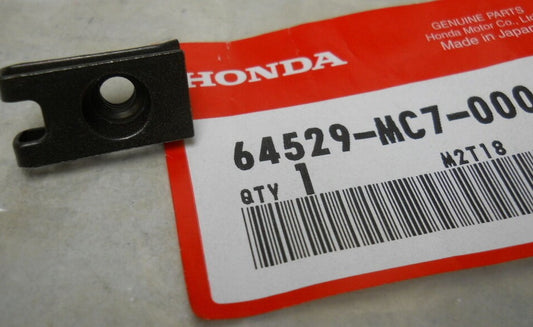 GENUINE PARTS
Honda Motor Co., Ltd.
Made in Japan
HONDA
64529-MC7-000
M2T18
QTY 1